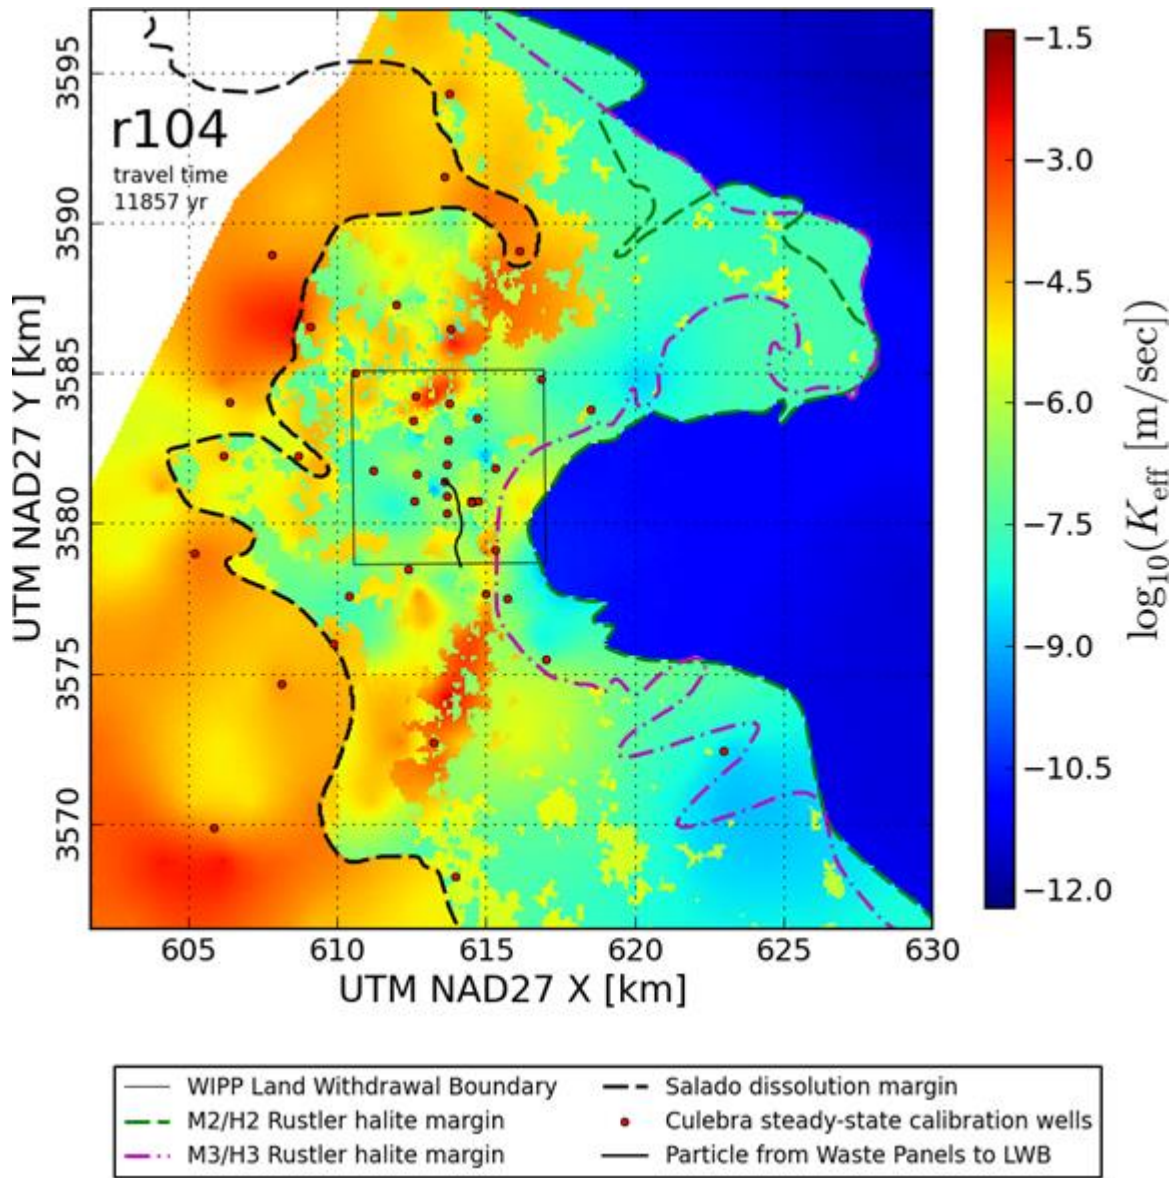 r104
travel time
11857 yr
3595
3590
3585
3580
3575
3570
UTM NAD27 Y [km]
605 610 615 620 625 630
UTM NAD27 X [km]
−1.5
−3.0
−4.5
−6.0
−7.5
−9.0
−10.5
−12.0
log10(Keff [m/sec])
WIPP Land Withdrawal Boundary
M2/H2 Rustler halite margin
M3/H3 Rustler halite margin
Salado dissolution margin
Culebra steady-state calibration wells
Particle from Waste Panels to LWB